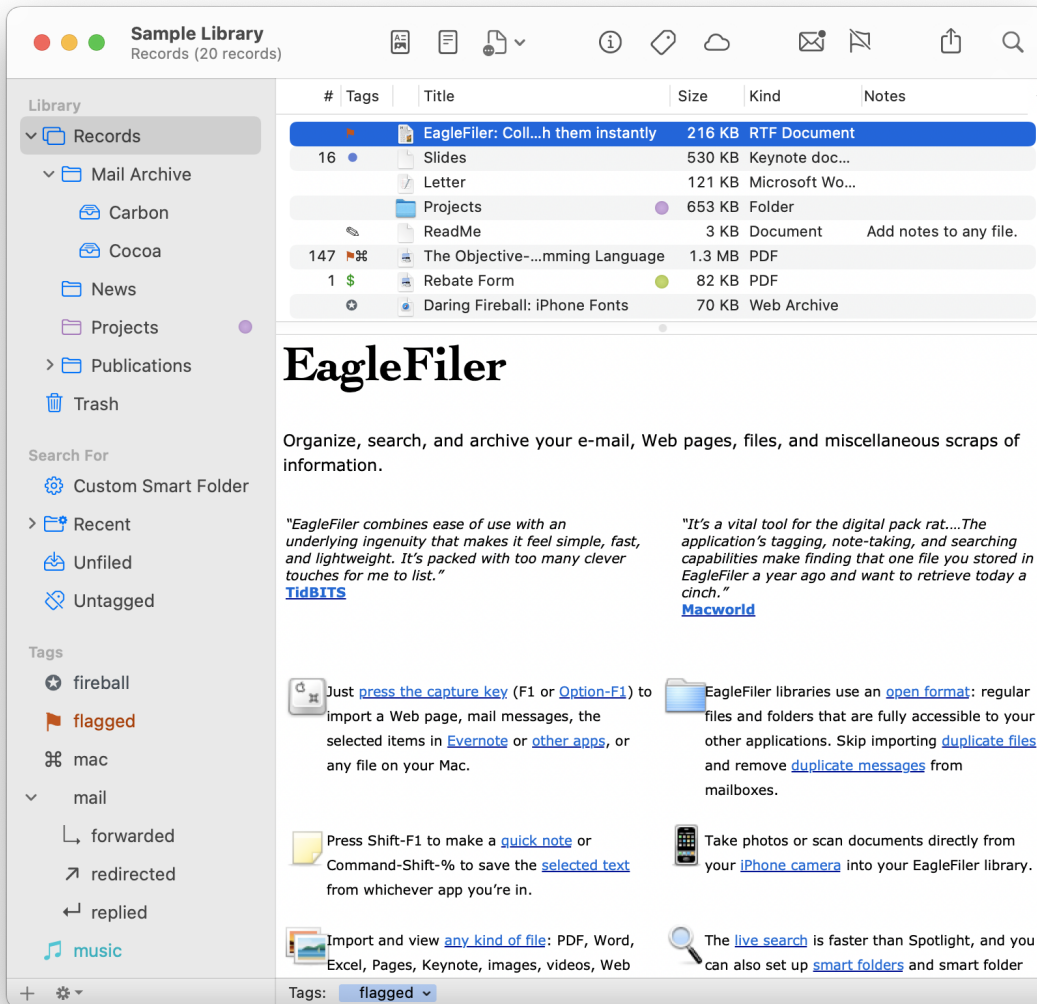 Sample Library
Records (20 records)
Library
Records
Mail Archive
Carbon
Cocoa
News
Projects
Publications
Trash
Search For
Custom Smart Folder
Recent
Unfiled
Untagged
Tags
fireball
flagged
mac
mail
forwarded
redirected
replied
music
# Tags Title Size Kind Notes
EagleFiler: Coll...h them instantly 216 KB RTF Document
16 Slides 530 KB Keynote doc...
Letter 121 KB Microsoft Wo...
Projects 653 KB Folder
ReadMe 3 KB Document Add notes to any file.
147 ⌘ The Objective-...mming Language 1.3 MB PDF
1 $ Rebate Form 82 KB PDF
Daring Fireball: iPhone Fonts 70 KB Web Archive
EagleFiler
Organize, search, and archive your e-mail, Web pages, files, and miscellaneous scraps of
information.
“EagleFiler combines ease of use with an
underlying ingenuity that makes it feel simple, fast,
and lightweight. It’s packed with too many clever
touches for me to list.”
TidBITS
“It’s a vital tool for the digital pack rat.…The
application’s tagging, note-taking, and searching
capabilities make finding that one file you stored in
EagleFiler a year ago and want to retrieve today a
cinch.”
Macworld
Just press the capture key (F1 or Option-F1) to
import a Web page, mail messages, the
selected items in Evernote or other apps, or
any file on your Mac.
EagleFiler libraries use an open format: regular
files and folders that are fully accessible to your
other applications. Skip importing duplicate files
and remove duplicate messages from
mailboxes.
Press Shift-F1 to make a quick note or
Command-Shift-% to save the selected text
from whichever app you’re in.
Take photos or scan documents directly from
your iPhone camera into your EagleFiler library.
Import and view any kind of file: PDF, Word,
Excel, Pages, Keynote, images, videos, Web
The live search is faster than Spotlight, and you
can also set up smart folders and smart folder
Tags: flagged